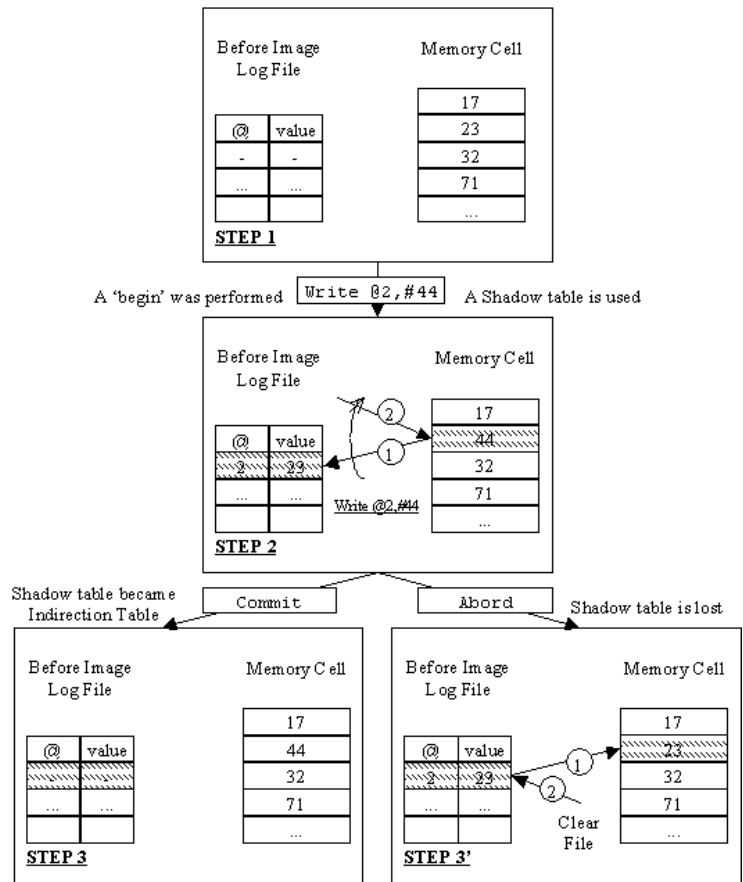 Before Image
Log File
Memory Cell
@ value
- -
... ...
17
23
32
71
...
STEP 1
A 'begin' was performed
Write @2,#44
A Shadow table is used
Before Image
Log File
Memory Cell
@ value
2 23
... ...
2
1
Write @2,#44
17
44
32
71
...
STEP 2
Shadow table became
Indirection Table
Commit
Abord
Shadow table is lost
Before Image
Log File
Memory Cell
@ value
- -
... ...
17
44
32
71
...
STEP 3
Before Image
Log File
Memory Cell
@ value
2 23
... ...
1
2
Clear
File
17
23
32
71
...
STEP 3'